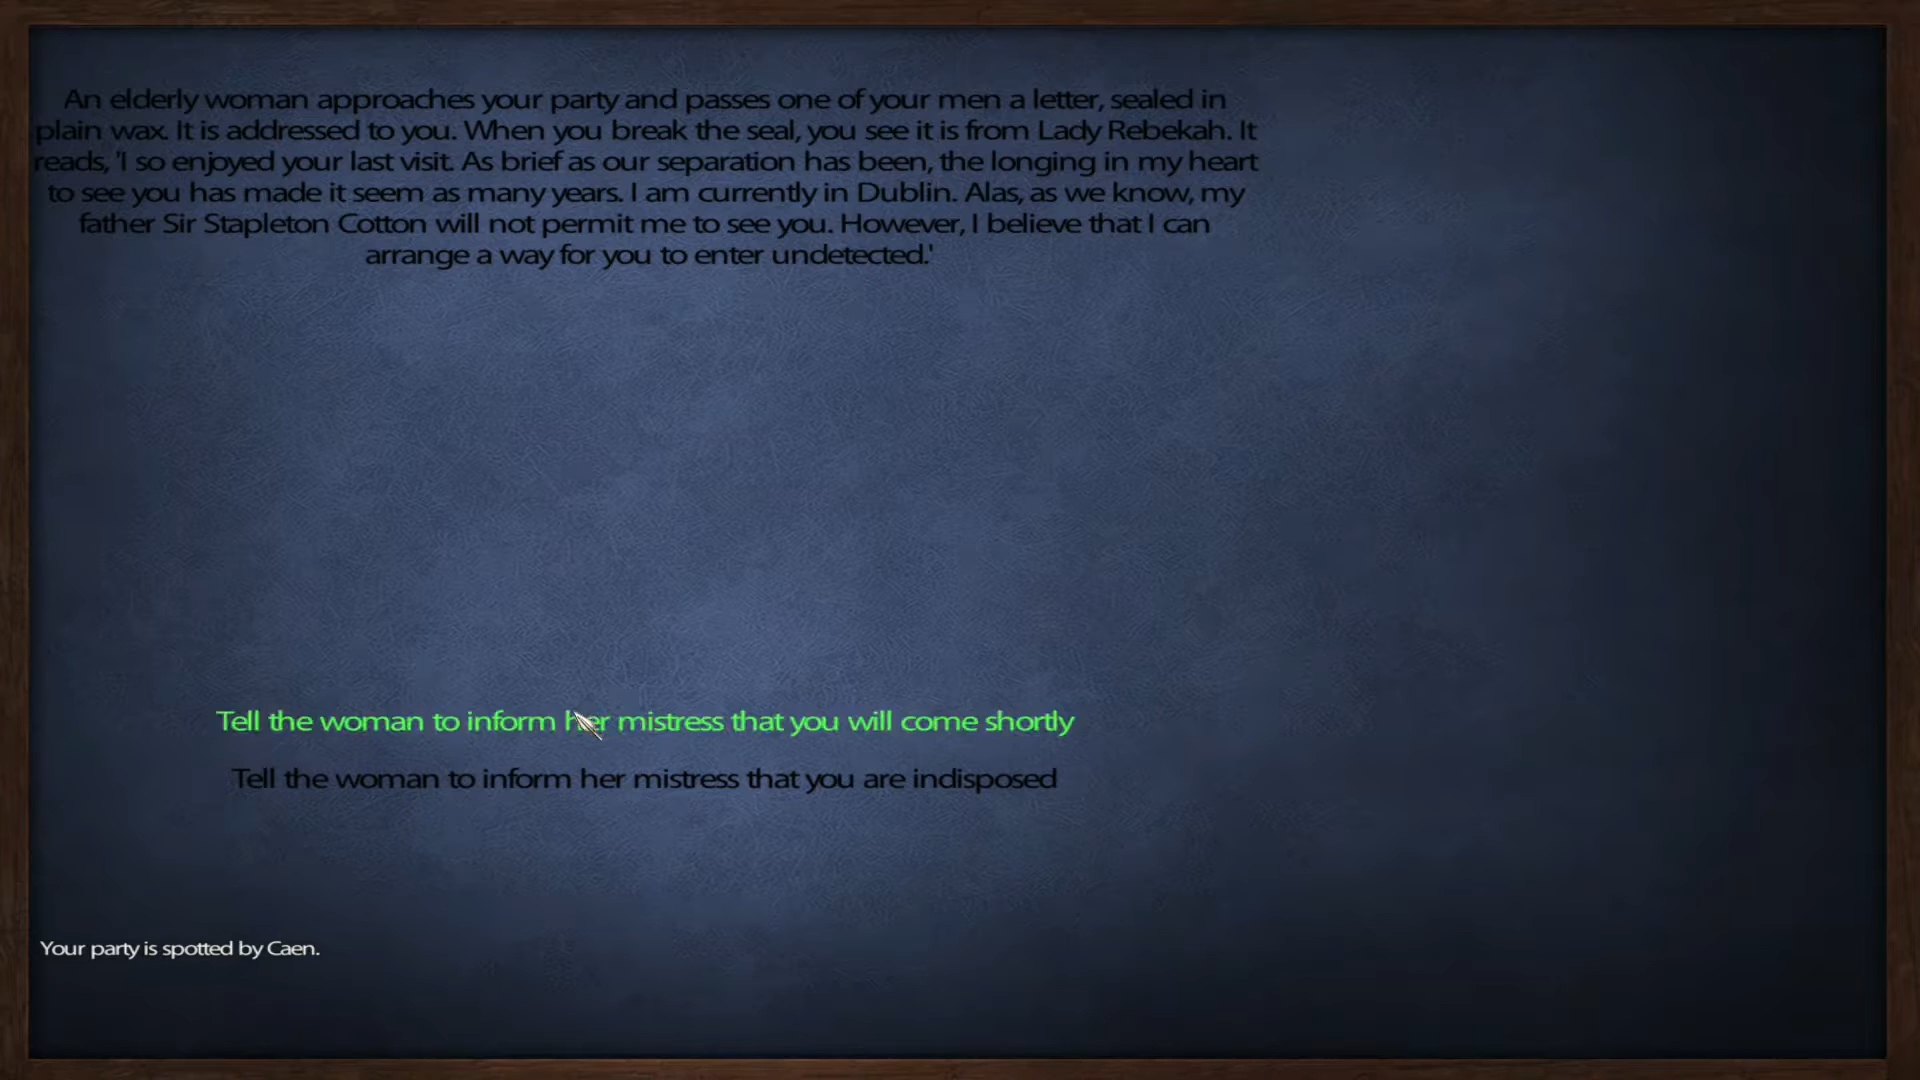 An elderly woman approaches your party and passes one of your men a letter, sealed in
plain wax. It is addressed to you. When you break the seal, you see it is from Lady Rebekah. It
reads, 'I so enjoyed your last visit. As brief as our separation has been, the longing in my heart
to see you has made it seem as many years. I am currently in Dublin. Alas, as we know, my
father Sir Stapleton Cotton will not permit me to see you. However, I believe that I can
arrange a way for you to enter undetected.'
Tell the woman to inform her mistress that you will come shortly
Tell the woman to inform her mistress that you are indisposed
Your party is spotted by Caen.